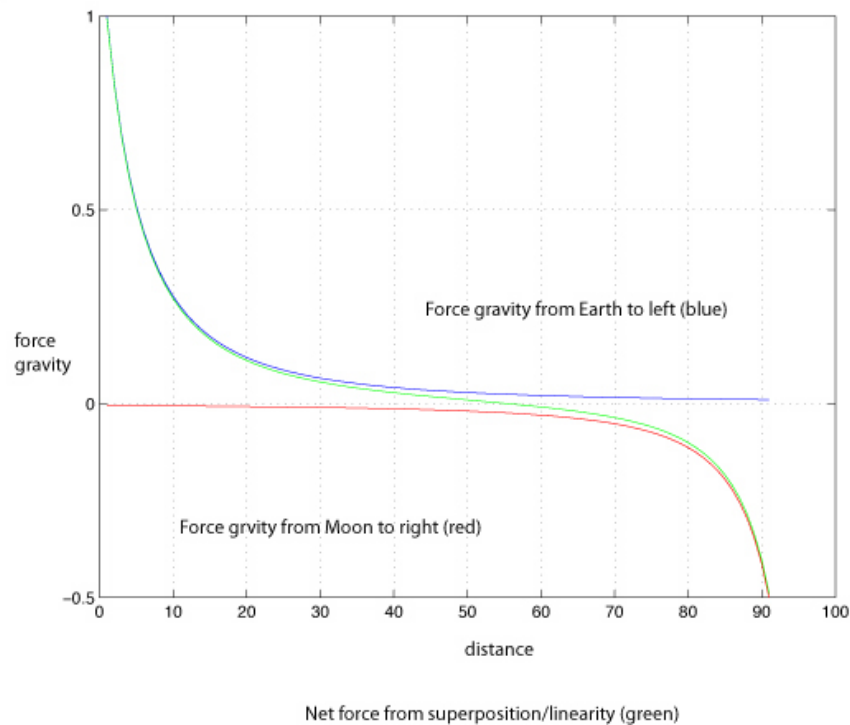 1
0.5
Force gravity from Earth to left (blue)
force
gravity
0
Force grvity from Moon to right (red)
−0.5
0 10 20 30 40 50 60 70 80 90 100
distance
Net force from superposition/linearity (green)